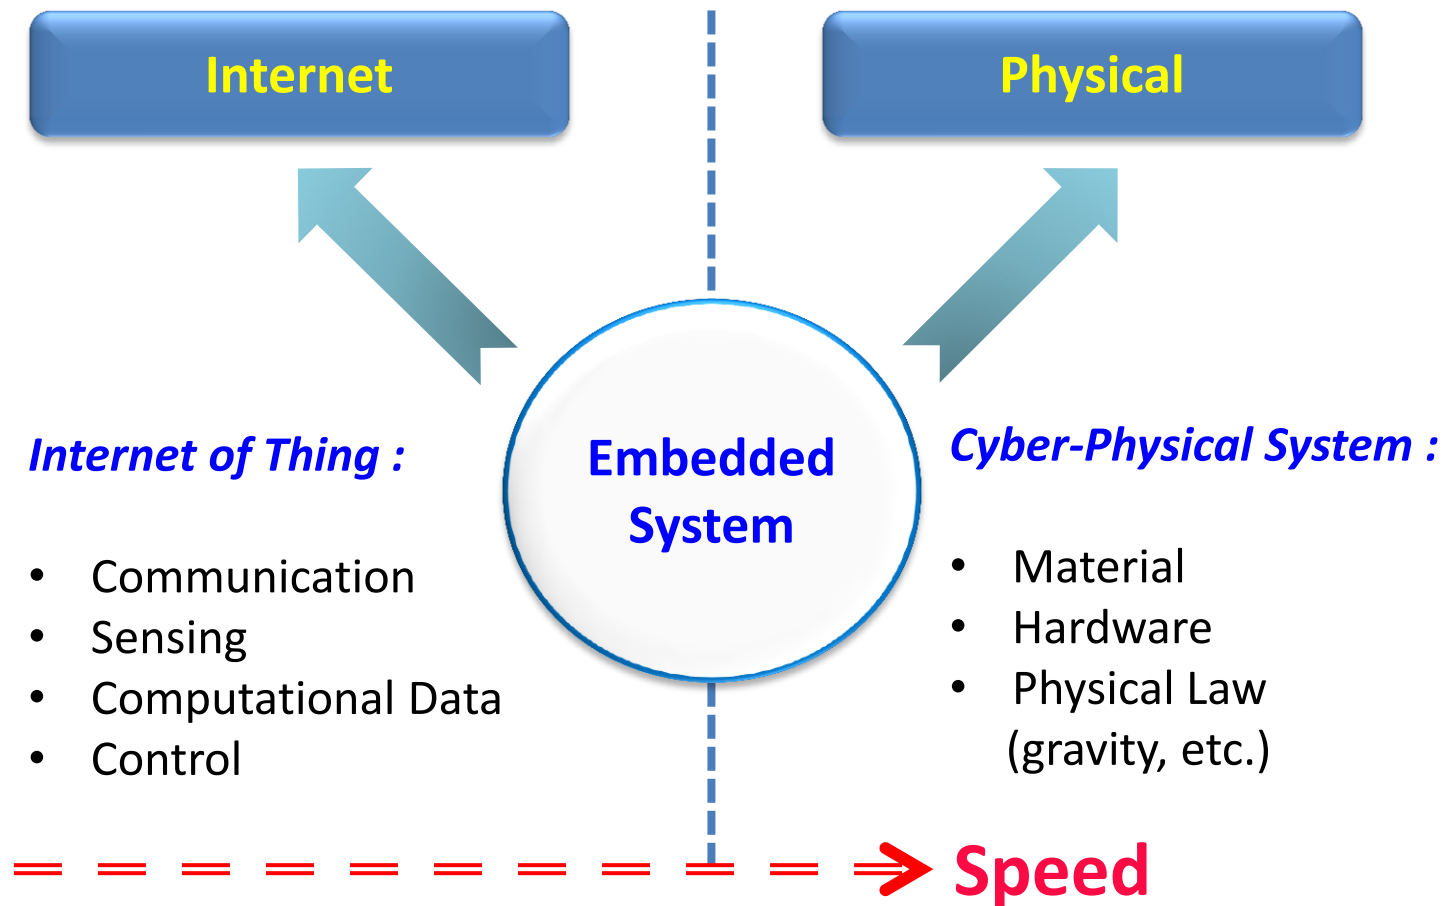 Internet
Physical
Embedded
System
Internet of Thing :
• Communication
• Sensing
• Computational Data
• Control
Cyber-Physical System :
• Material
• Hardware
• Physical Law
(gravity, etc.)
Speed